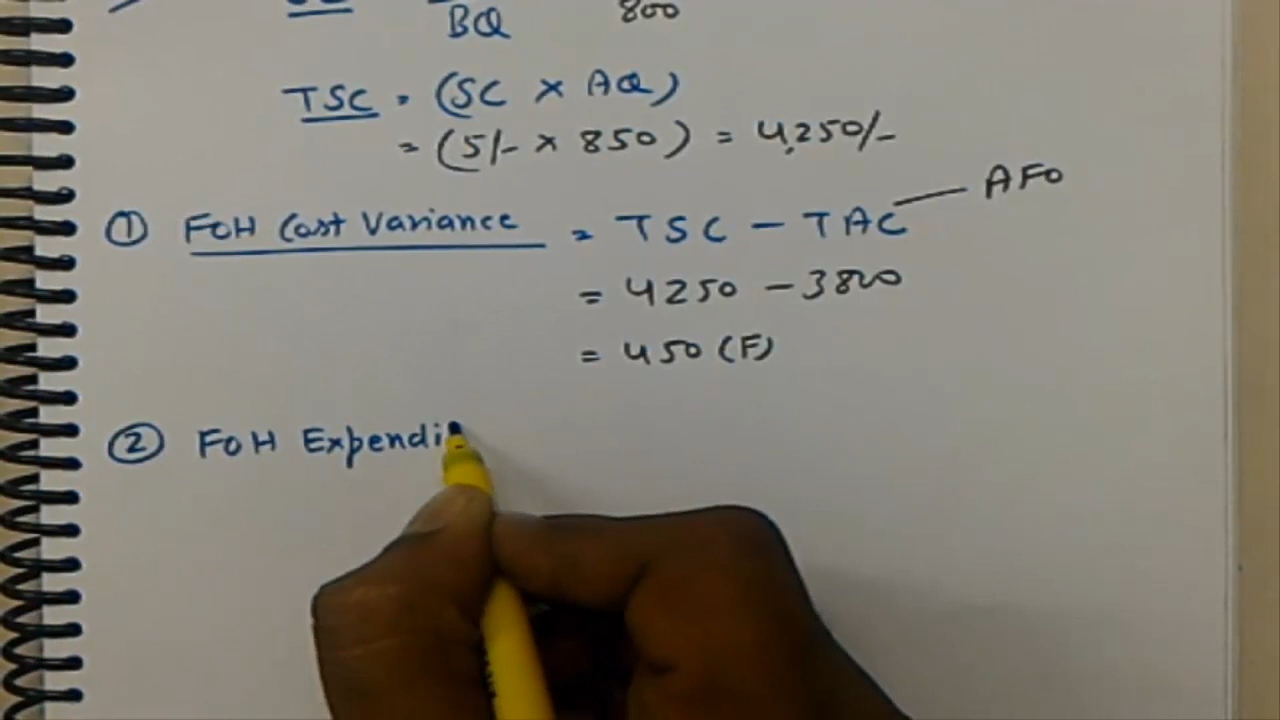 BQ 800
TSC = (SC × AQ)
= (5/- × 850) = 4,250/-
① FOH Cost Variance = TSC - TAC AFO
= 4250 - 3800
= 450 (F)
② FOH Expendi